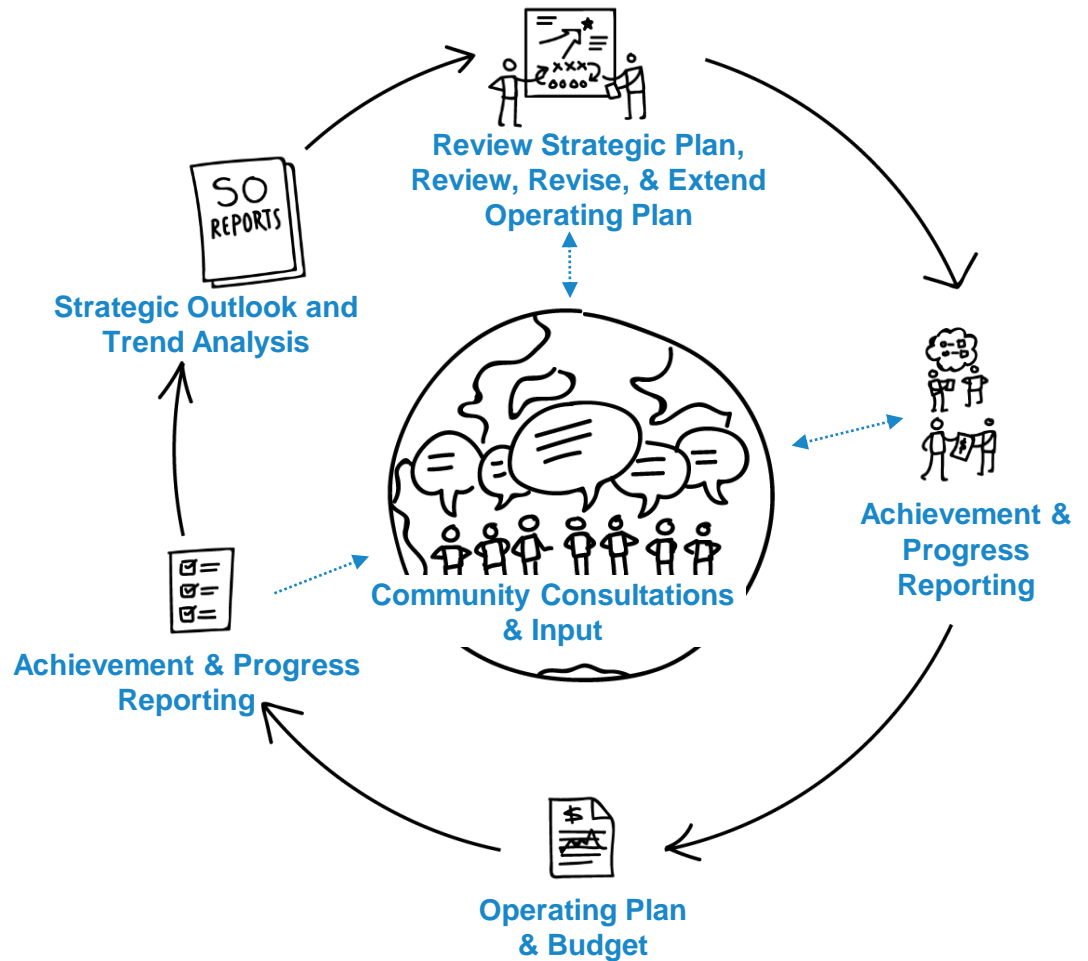 Review Strategic Plan,
Review, Revise, & Extend
Operating Plan
SO
REPORTS
Strategic Outlook and
Trend Analysis
$
Achievement &
Progress
Reporting
Community Consultations
& Input
Achievement & Progress
Reporting
$
Operating Plan
& Budget